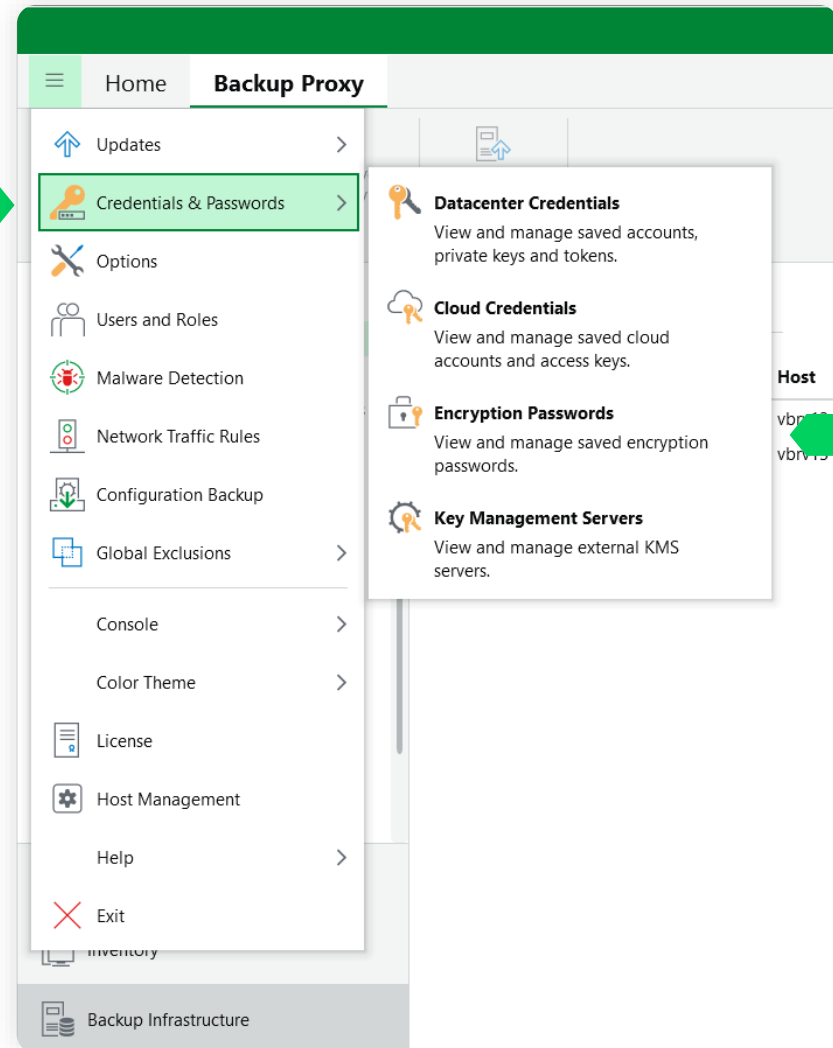 Home
Backup Proxy
Updates
Credentials & Passwords
Options
Users and Roles
Malware Detection
Network Traffic Rules
Configuration Backup
Global Exclusions
Console
Color Theme
License
Host Management
Help
Exit
Datacenter Credentials
View and manage saved accounts,
private keys and tokens.
Cloud Credentials
View and manage saved cloud
accounts and access keys.
Encryption Passwords
View and manage saved encryption
passwords.
Key Management Servers
View and manage external KMS
servers.
Host
Inventory
Backup Infrastructure